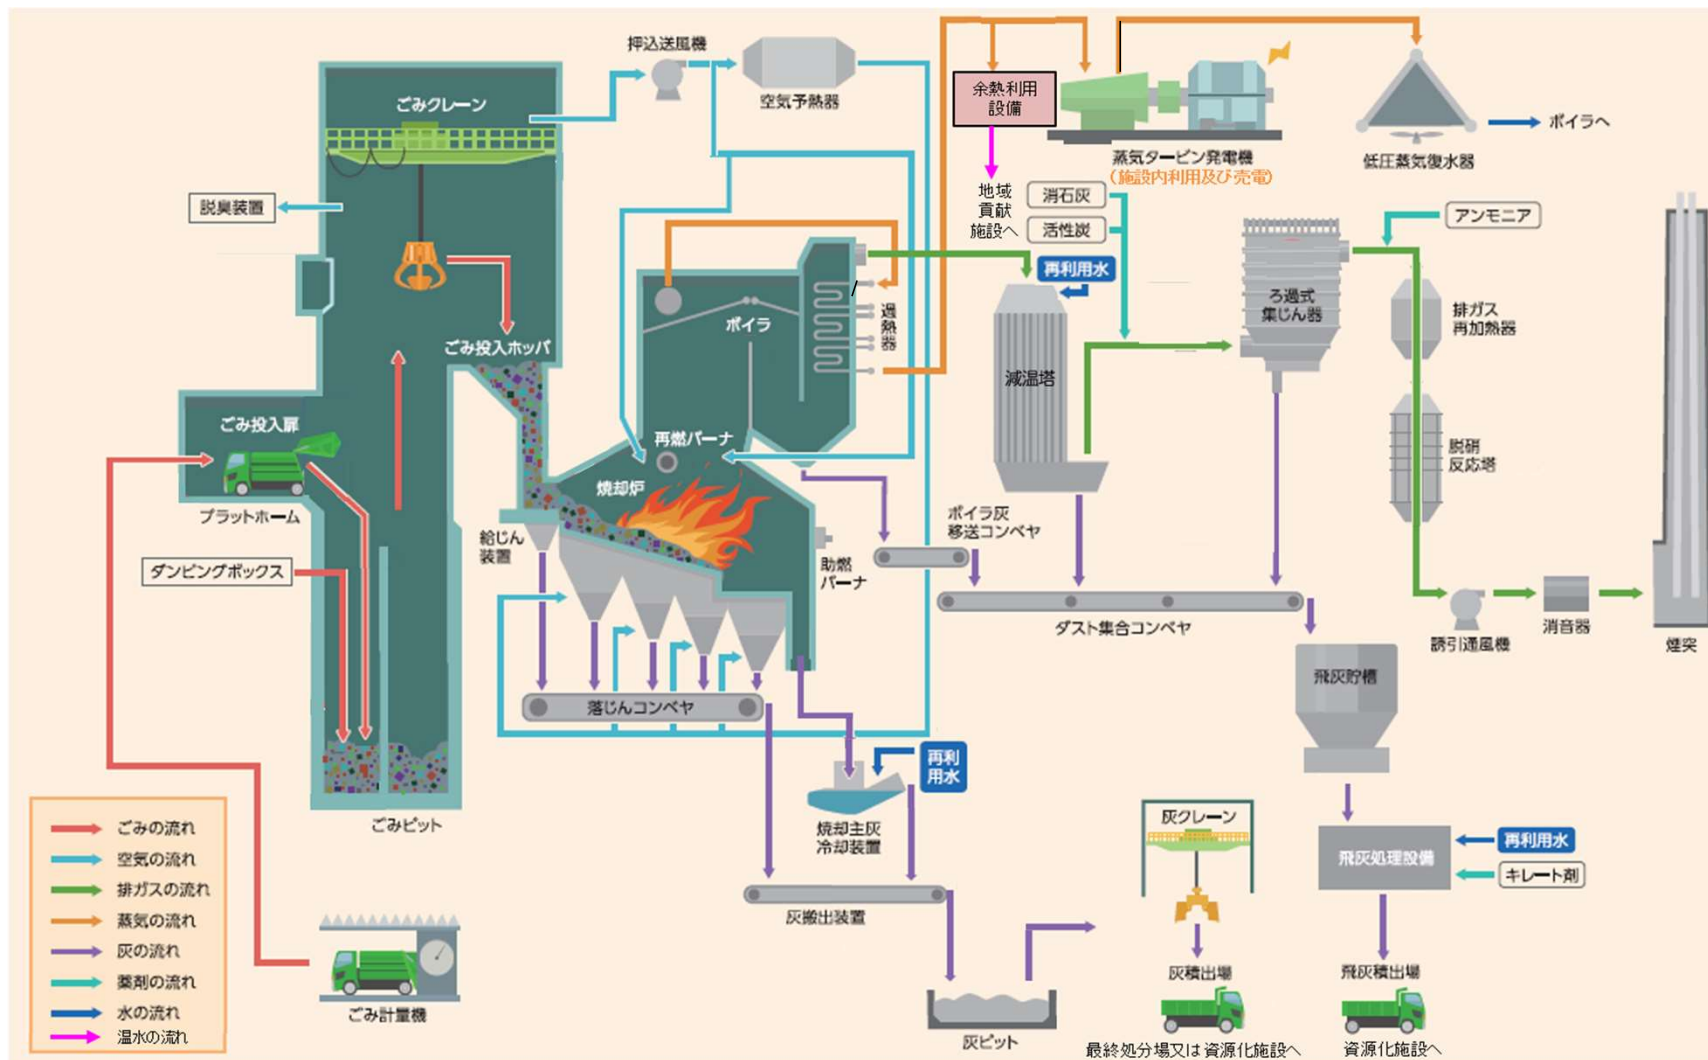 押込送風機
空気予熱器
ごみクレーン
余熱利用
設備
蒸気タービン発電機
(施設内利用及び売電)
低圧蒸気復水器
ボイラへ
脱臭装置
地域
貢献
施設へ
消石灰
活性炭
アンモニア
再利用水
ろ過式
集じん器
排ガス
再加熱器
ごみ投入ホッパ
ボイラ
過熱器
減温塔
ごみ投入扉
再燃バーナ
脱硝
反応塔
焼却炉
プラットホーム
給じん
装置
ボイラ灰
移送コンベヤ
助燃
バーナ
ダンピングボックス
ダスト集合コンベヤ
誘引通風機
消音器
煙突
飛灰貯槽
落じんコンベヤ
再利
用水
ごみピット
焼却主灰
冷却装置
灰クレーン
飛灰処理設備
再利用水
キレート剤
灰搬出装置
灰積出場
飛灰積出場
灰ピット
最終処分場又は資源化施設へ
資源化施設へ
ごみ計量機
ごみの流れ
空気の流れ
排ガスの流れ
蒸気の流れ
灰の流れ
薬剤の流れ
水の流れ
温水の流れ